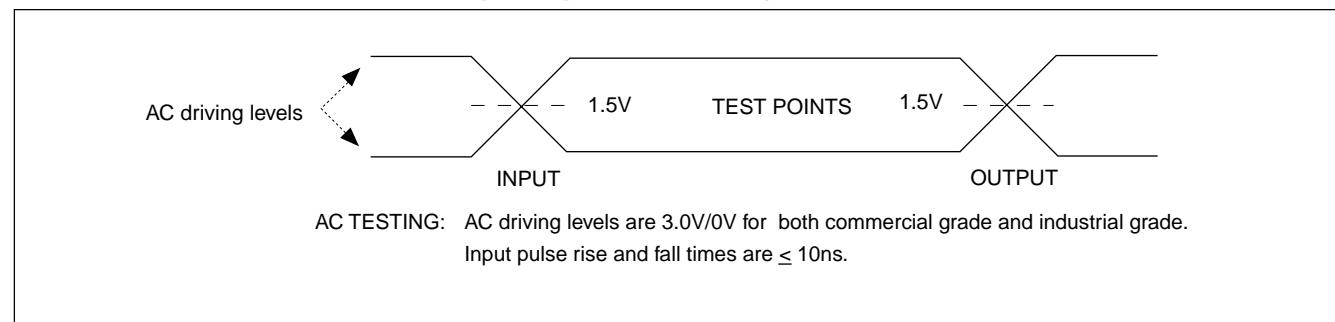 AC driving levels
1.5V TEST POINTS 1.5V
INPUT OUTPUT
AC TESTING: AC driving levels are 3.0V/0V for both commercial grade and industrial grade.
Input pulse rise and fall times are ≤ 10ns.